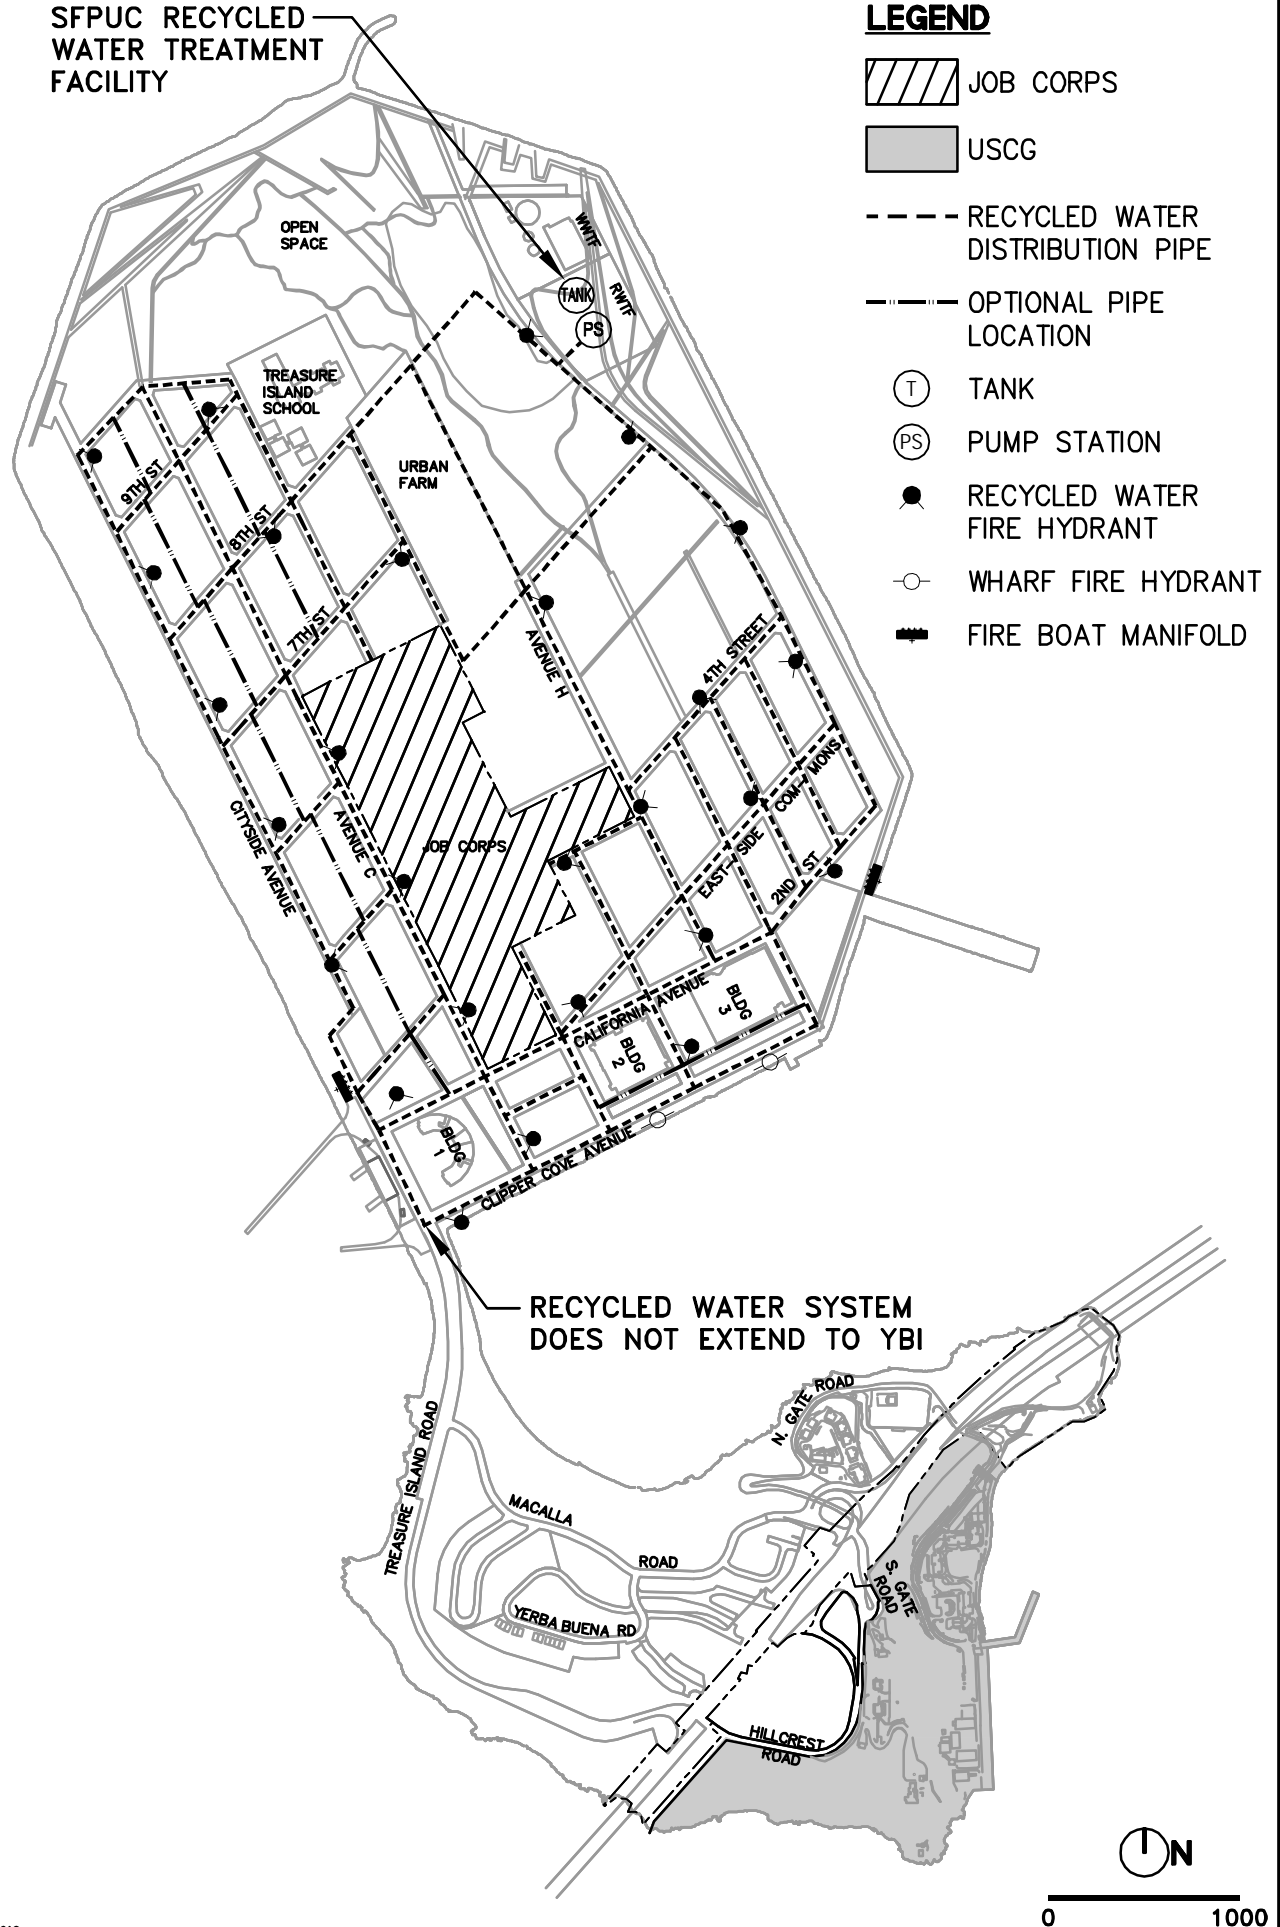 SFPUC RECYCLED
WATER TREATMENT
FACILITY
LEGEND
JOB CORPS
USCG
RECYCLED WATER
DISTRIBUTION PIPE
OPTIONAL PIPE
LOCATION
T
TANK
PS
PUMP STATION
RECYCLED WATER
FIRE HYDRANT
WHARF FIRE HYDRANT
FIRE BOAT MANIFOLD
OPEN
SPACE
WWTF
TANK
RWTF
PS
TREASURE
ISLAND
SCHOOL
URBAN
FARM
9TH ST
8TH ST
7TH ST
AVENUE H
4TH STREET
CITYSIDE AVENUE
AVENUE C
JOB CORPS
EAST SIDE COM MONS
2ND ST
CALIFORNIA AVENUE
BLDG
3
BLDG
2
BLDG
1
CLIPPER COVE AVENUE
RECYCLED WATER SYSTEM
DOES NOT EXTEND TO YBI
N. GATE ROAD
TREASURE ISLAND ROAD
MACALLA
ROAD
YERBA BUENA RD
S. GATE
ROAD
HILLCREST
ROAD
N
0 1000